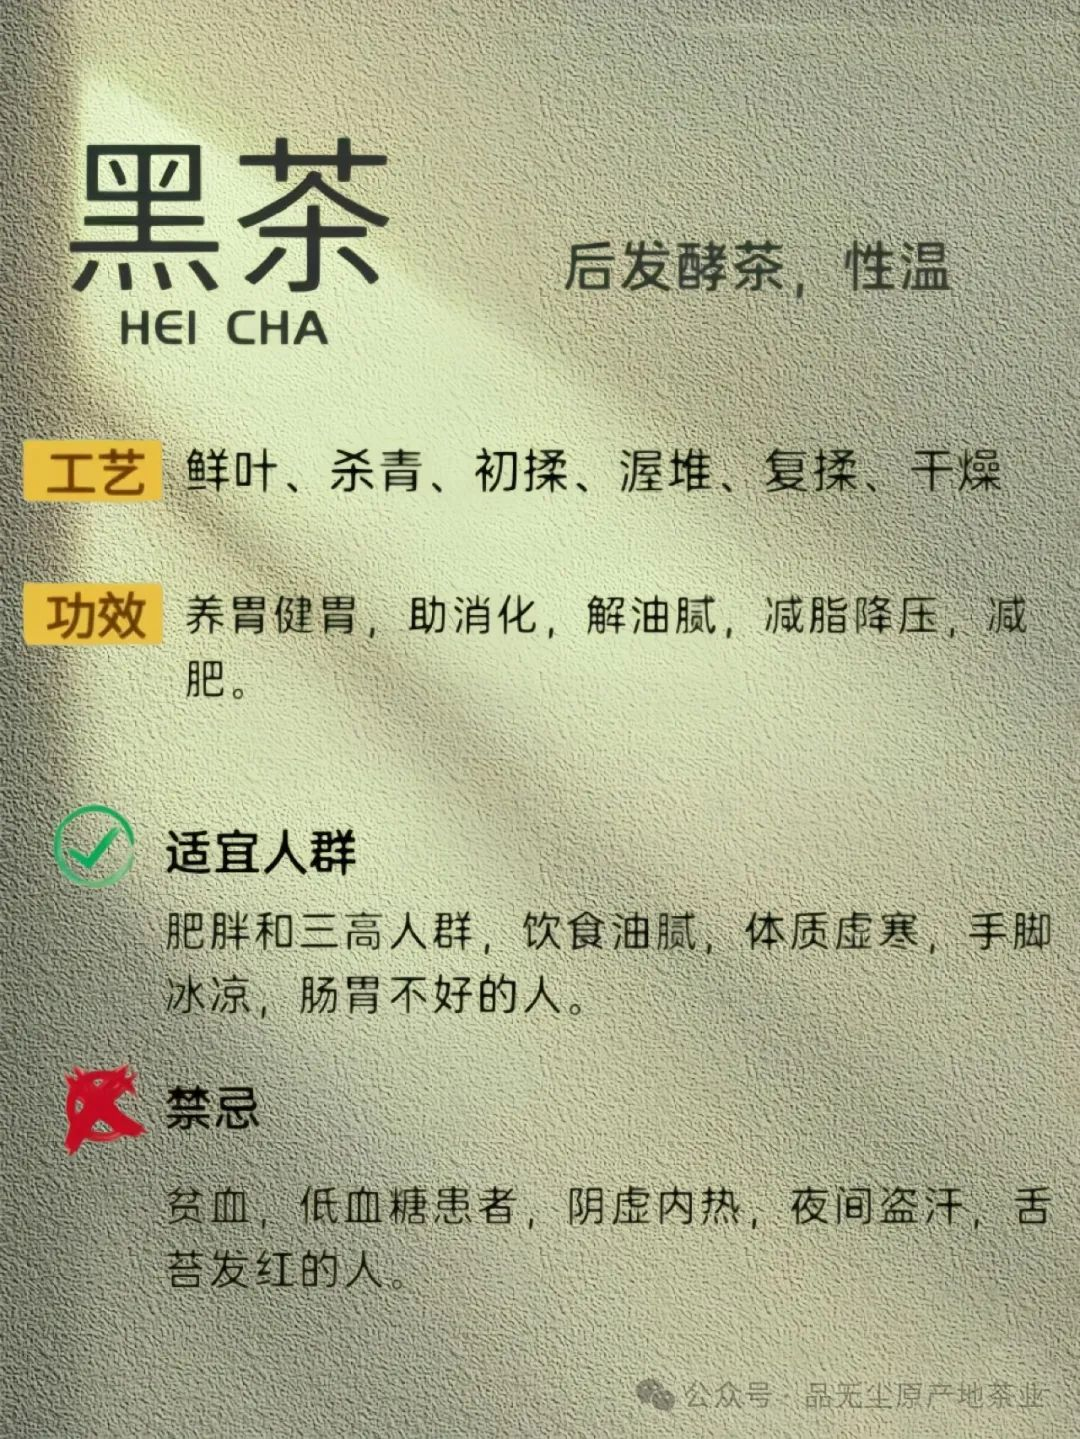 黑茶
HEI CHA
后发酵茶，性温
工艺 鲜叶、杀青、初揉、渥堆、复揉、干燥
功效 养胃健胃，助消化，解油腻，减脂降压，减
肥。
适宜人群
肥胖和三高人群，饮食油腻，体质虚寒，手脚
冰凉，肠胃不好的人。
禁忌
贫血，低血糖患者，阴虚内热，夜间盗汗，舌
苔发红的人。
公众号·品无尘原产地茶业